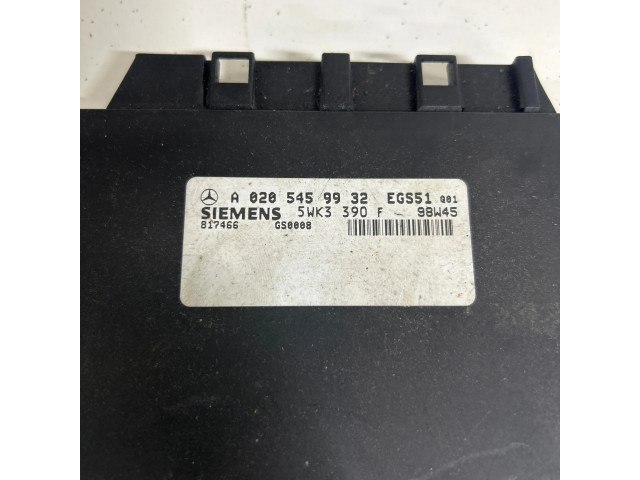 A 020 545 99 32 EGS51 Q01
SIEMENS 5WK3 390 F 98W45
817466 GS0008